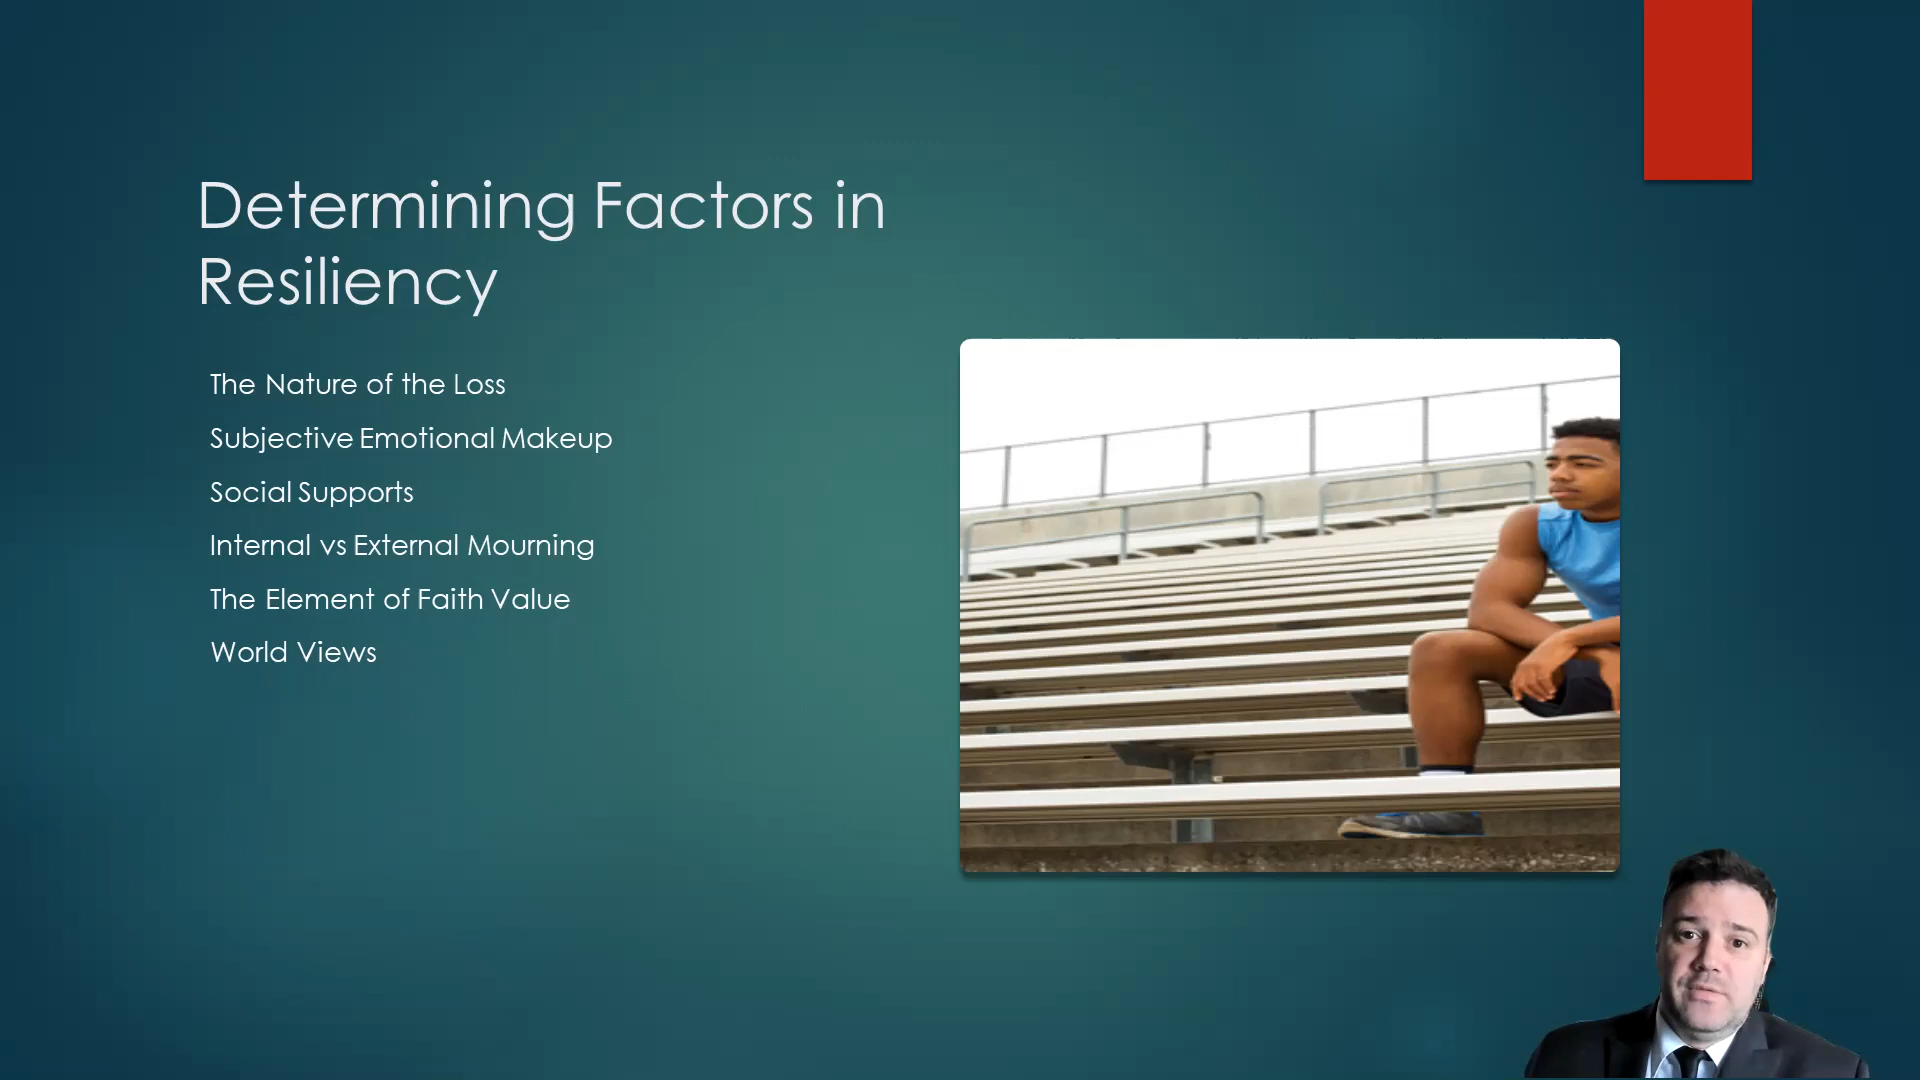 Determining Factors in
Resiliency
The Nature of the Loss
Subjective Emotional Makeup
Social Supports
Internal vs External Mourning
The Element of Faith Value
World Views